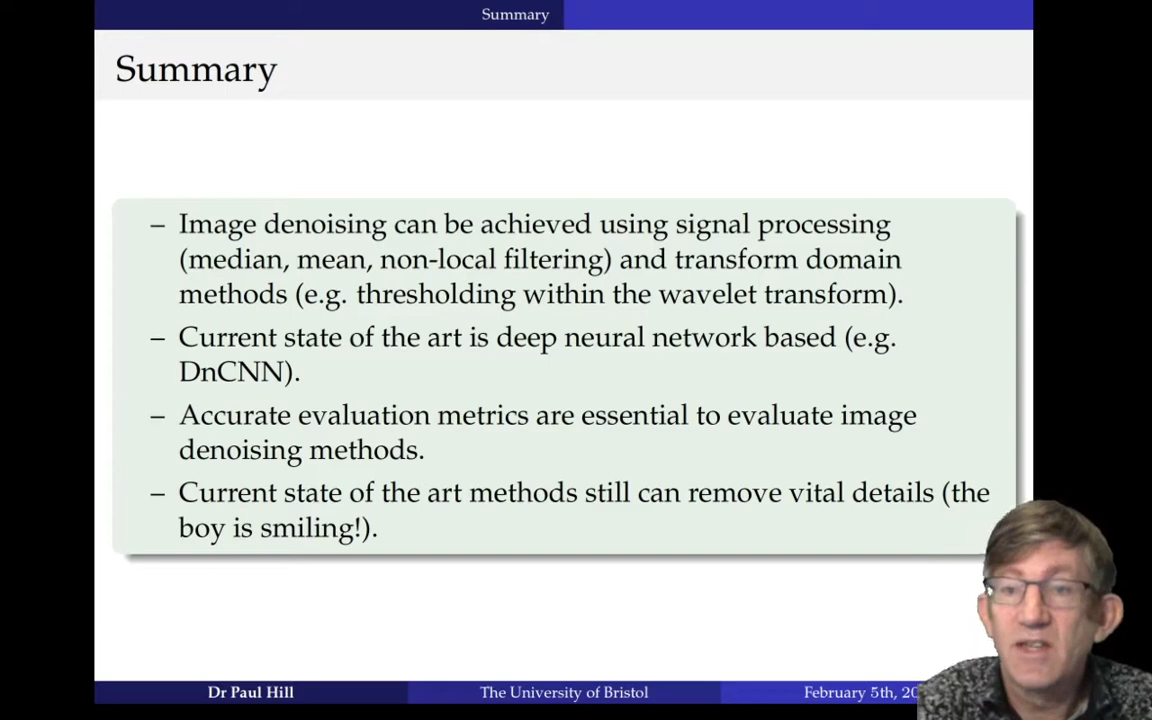 Summary
Summary
– Image denoising can be achieved using signal processing
(median, mean, non-local filtering) and transform domain
methods (e.g. thresholding within the wavelet transform).
– Current state of the art is deep neural network based (e.g.
DnCNN).
– Accurate evaluation metrics are essential to evaluate image
denoising methods.
– Current state of the art methods still can remove vital details (the
boy is smiling!).
Dr Paul Hill The University of Bristol February 5th,